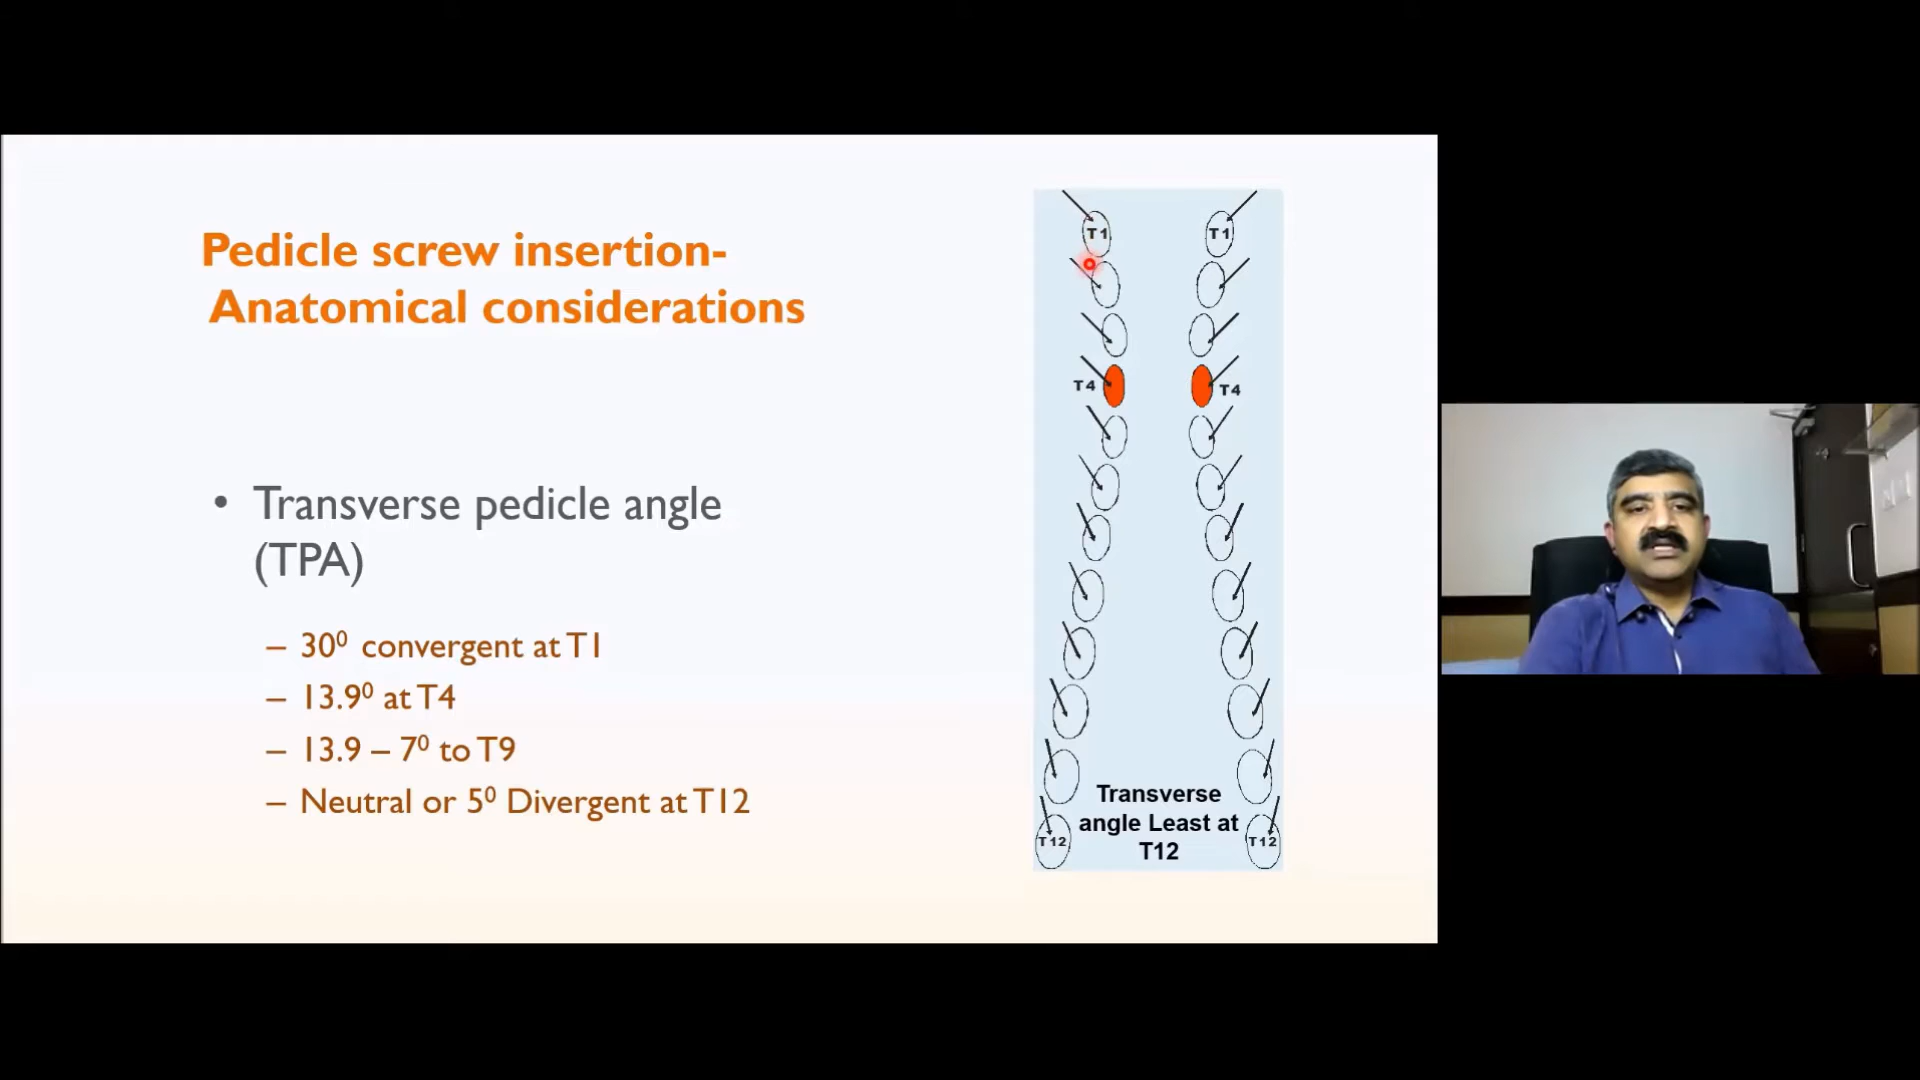 Pedicle screw insertion-
Anatomical considerations
• Transverse pedicle angle
(TPA)
– 30⁰ convergent at T1
– 13.9⁰ at T4
– 13.9 – 7⁰ to T9
– Neutral or 5⁰ Divergent at T12
T1 T1
T4 T4
Transverse
angle Least at
T12
T12 T12